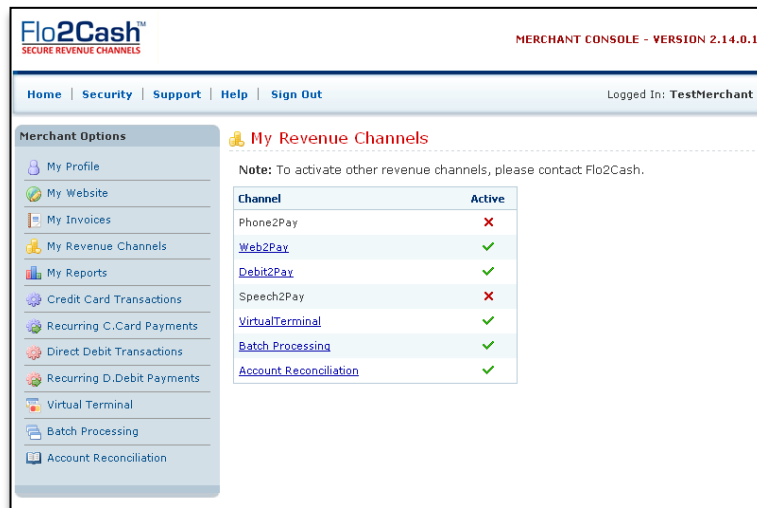 Flo2Cash™
SECURE REVENUE CHANNELS
MERCHANT CONSOLE - VERSION 2.14.0.1
Home | Security | Support | Help | Sign Out
Logged In: TestMerchant
Merchant Options
My Profile
My Website
My Invoices
My Revenue Channels
My Reports
Credit Card Transactions
Recurring C.Card Payments
Direct Debit Transactions
Recurring D.Debit Payments
Virtual Terminal
Batch Processing
Account Reconciliation
My Revenue Channels
Note: To activate other revenue channels, please contact Flo2Cash.
Channel Active
Phone2Pay
Web2Pay
Debit2Pay
Speech2Pay
VirtualTerminal
Batch Processing
Account Reconciliation